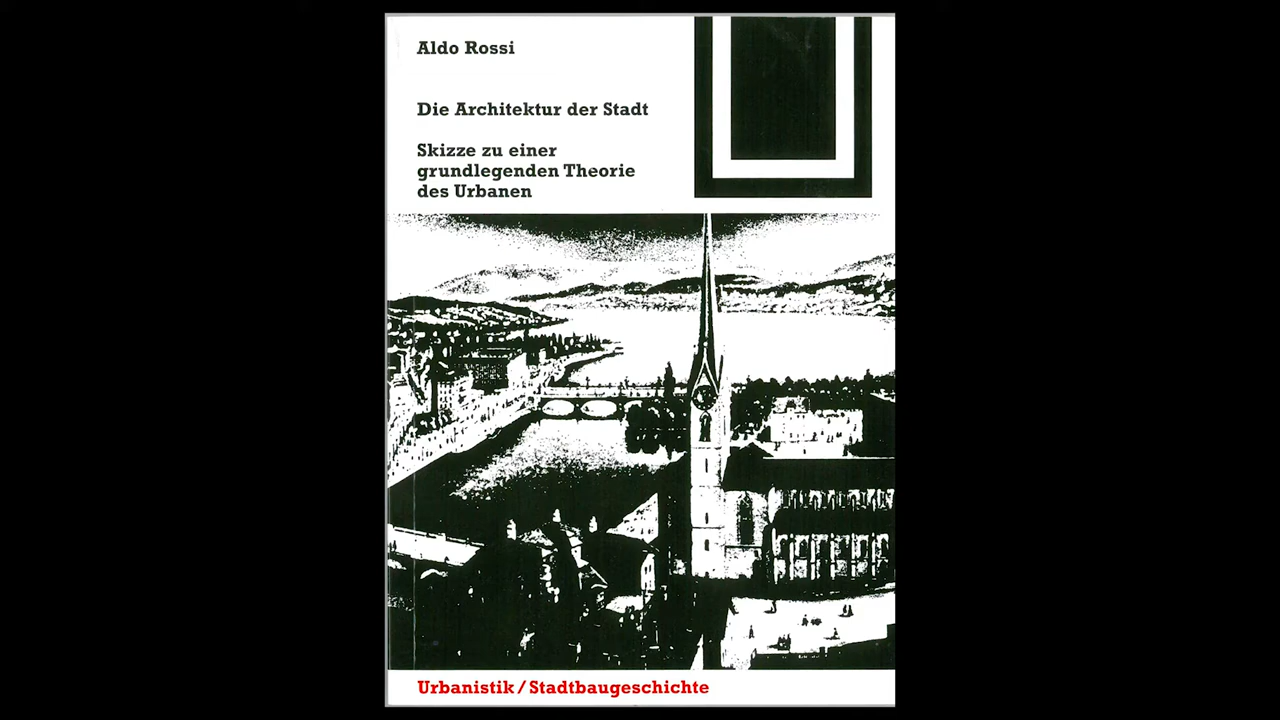 Aldo Rossi
Die Architektur der Stadt
Skizze zu einer
grundlegenden Theorie
des Urbanen
Urbanistik/Stadtbaugeschichte